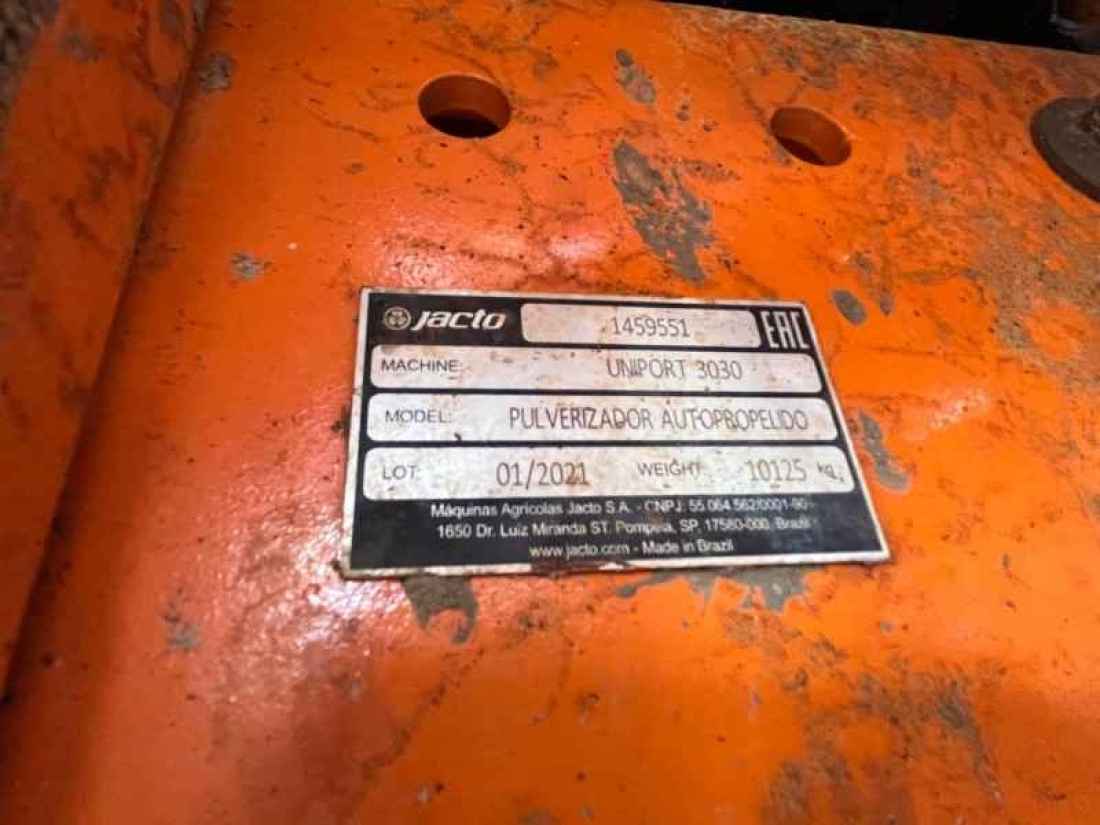 Jacto 1459551 EAC
MACHINE: UNIPORT 3030
MODEL: PULVERIZADOR AUTOPROPELIDO
LOT: 01/2021 WEIGHT: 10125 kg
Máquinas Agrícolas Jacto S.A. - CNPJ: 55.064.562/0001-90
1650 Dr. Luiz Miranda ST. Pompeia, SP, 17580-000, Brazil
www.jacto.com - Made in Brazil